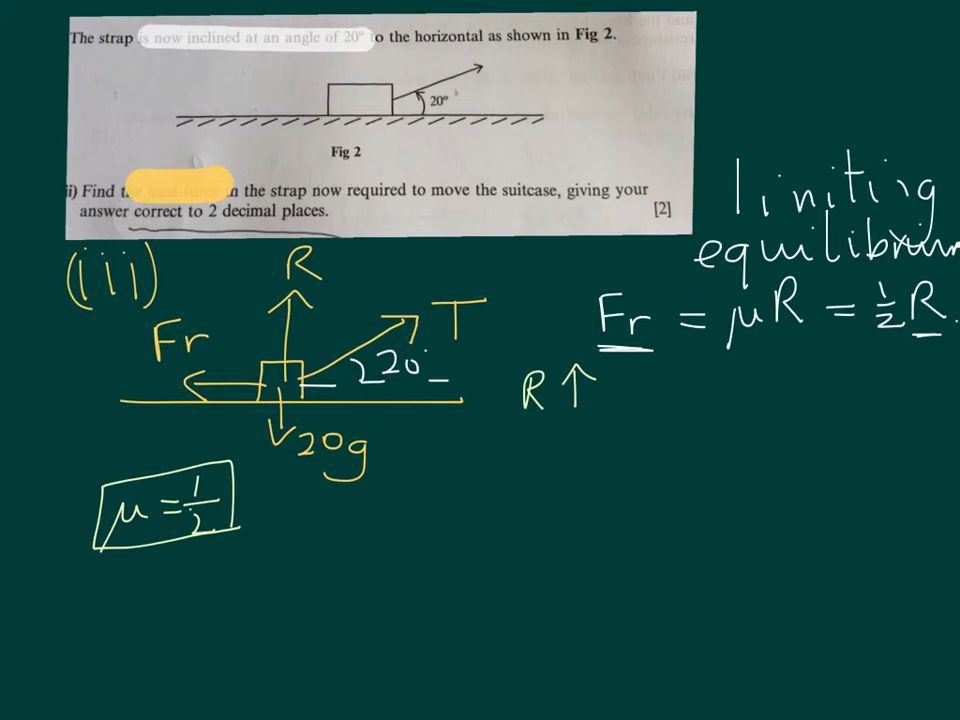 The strap is now inclined at an angle of 20° to the horizontal as shown in Fig 2.
20°
Fig 2
ii) Find the least force in the strap now required to move the suitcase, giving your
answer correct to 2 decimal places. [2]
limiting
equilibrium
(iii)
R
Fr
T
20°
20g
Fr = μR = ½ R.
R ↑
μ = 1/2